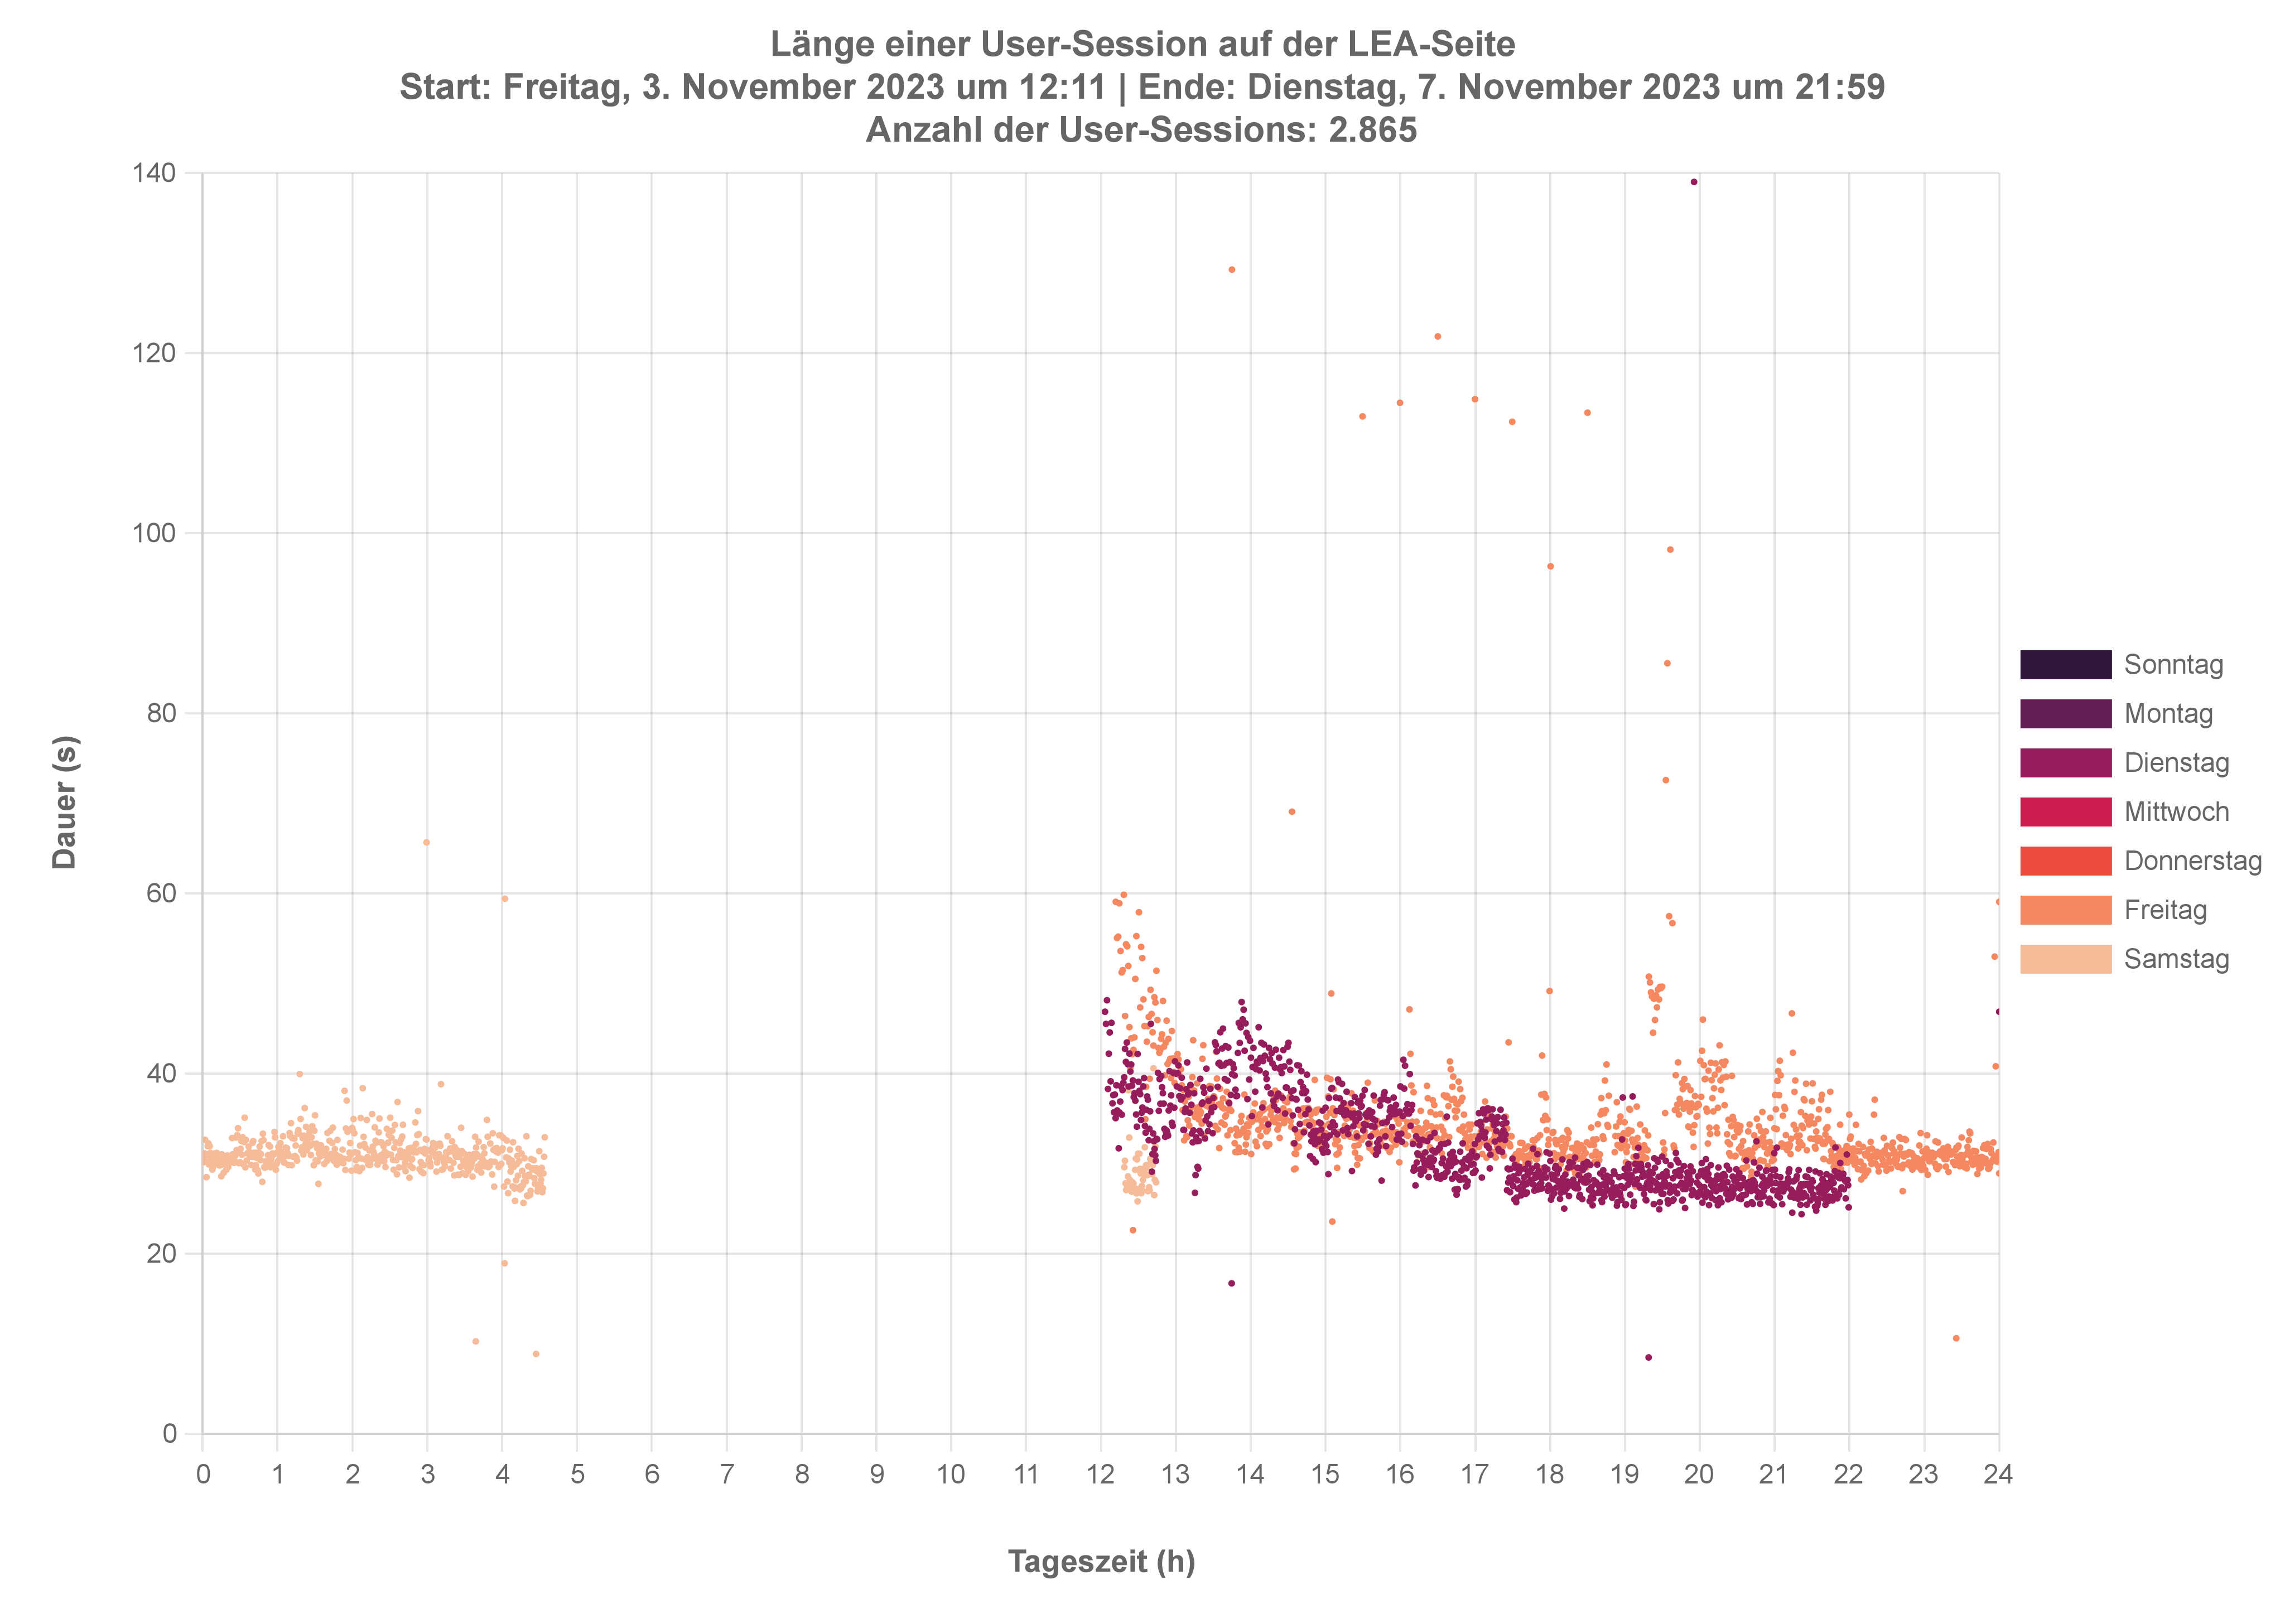 Länge einer User-Session auf der LEA-Seite
Start: Freitag, 3. November 2023 um 12:11 | Ende: Dienstag, 7. November 2023 um 21:59
Anzahl der User-Sessions: 2.865
140
120
100
80
60
40
20
0
Dauer (s)
0 1 2 3 4 5 6 7 8 9 10 11 12 13 14 15 16 17 18 19 20 21 22 23 24
Tageszeit (h)
Sonntag
Montag
Dienstag
Mittwoch
Donnerstag
Freitag
Samstag